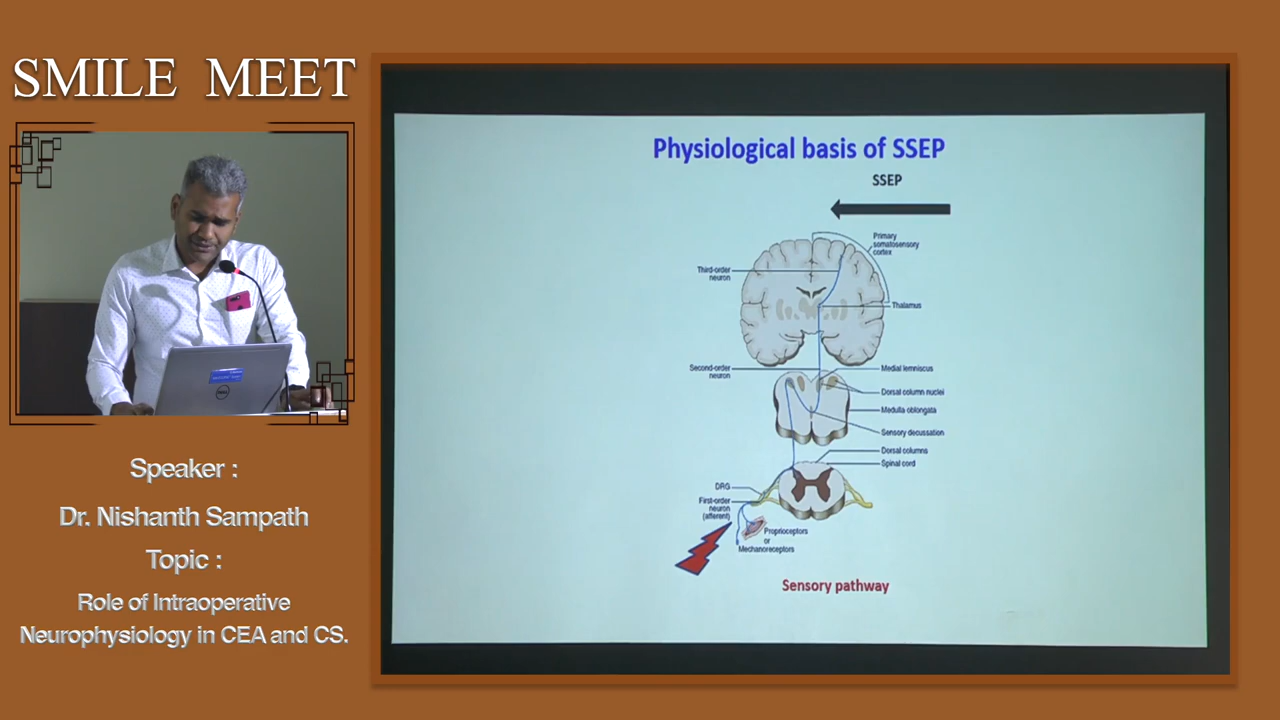 SMILE MEET
Speaker :
Dr. Nishanth Sampath
Topic :
Role of Intraoperative
Neurophysiology in CEA and CS.
Physiological basis of SSEP
SSEP
Primary
somatosensory
cortex
Third-order
neuron
Thalamus
Second-order
neuron
Medial lemniscus
Dorsal column nuclei
Medulla oblongata
Sensory decussation
Dorsal columns
Spinal cord
DRG
First-order
neuron
(afferent)
Proprioceptors
or
Mechanoreceptors
Sensory pathway